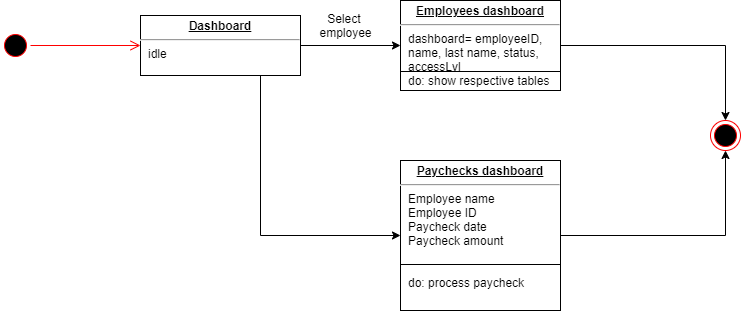 Dashboard
idle
Select
employee
Employees dashboard
dashboard= employeeID,
name, last name, status,
accessLvl
do: show respective tables
Paychecks dashboard
Employee name
Employee ID
Paycheck date
Paycheck amount
do: process paycheck